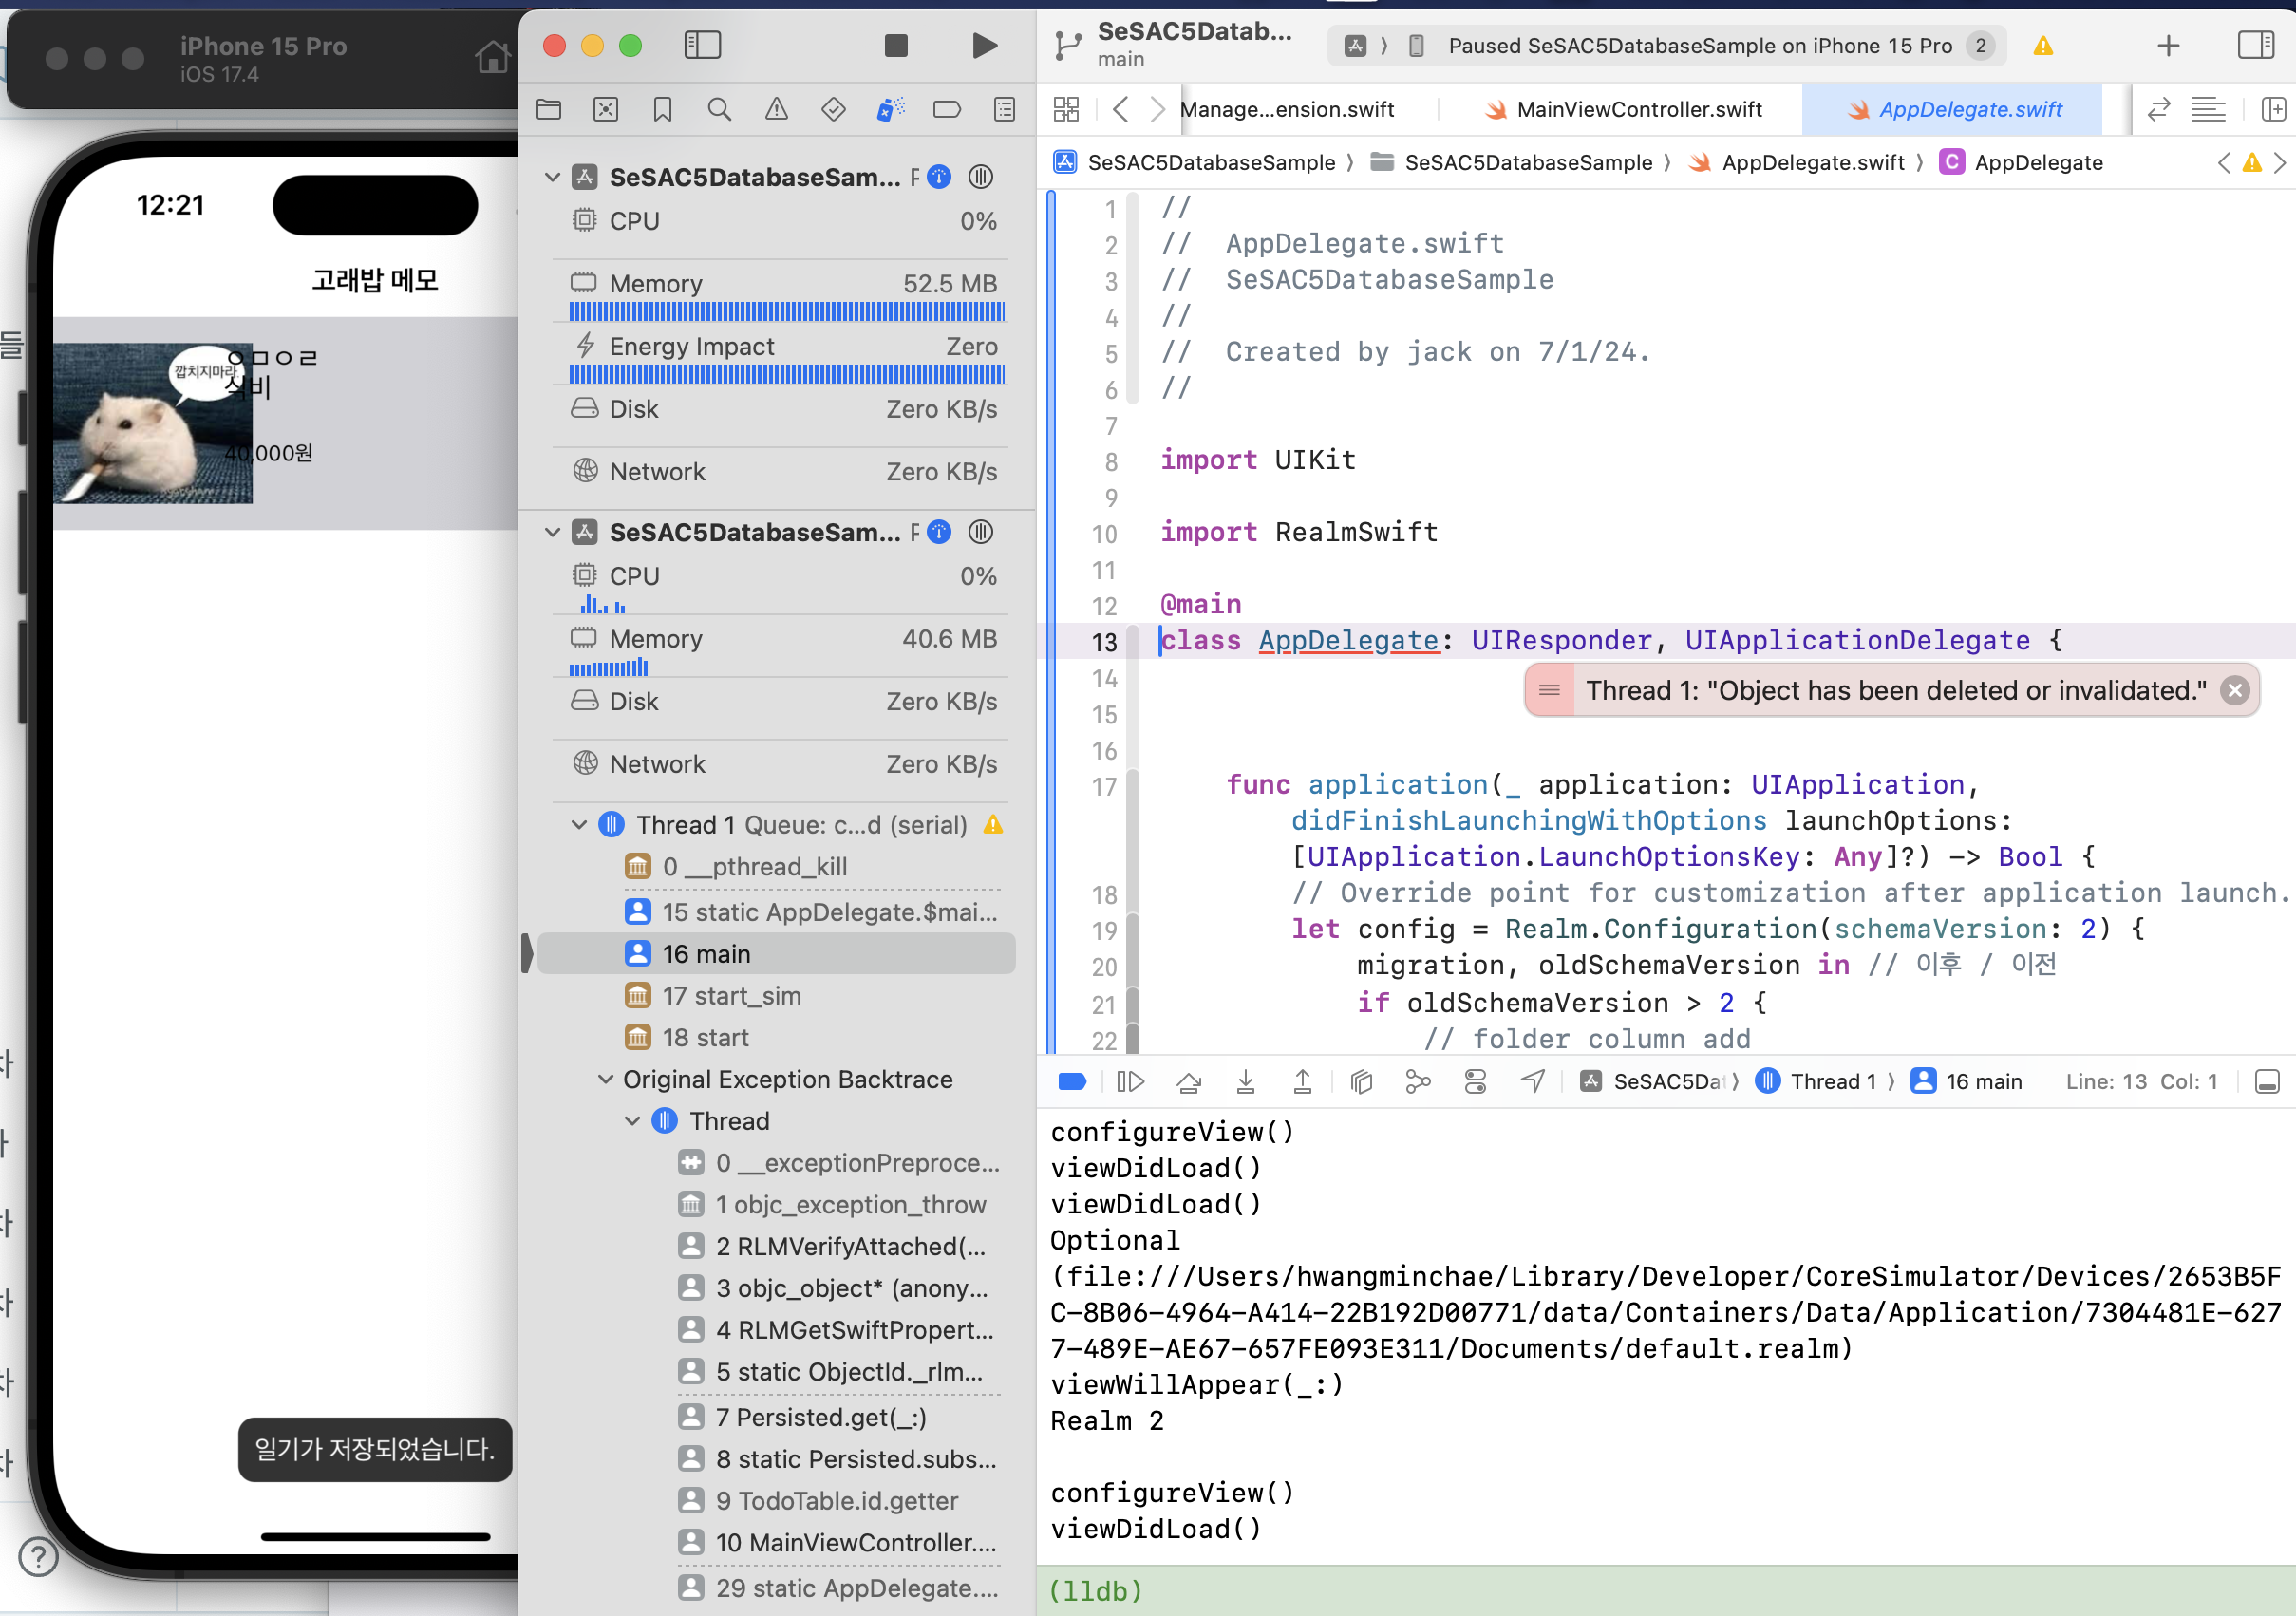 iPhone 15 Pro
iOS 17.4
12:21
고래밥 메모
깝치지마라
ㅇㅁㅇㄹ
식비
40,000원
일기가 저장되었습니다.
들
?
SeSAC5DatabaseSam...
CPU 0%
Memory 52.5 MB
Energy Impact Zero
Disk Zero KB/s
Network Zero KB/s
SeSAC5DatabaseSam...
CPU 0%
Memory 40.6 MB
Disk Zero KB/s
Network Zero KB/s
Thread 1 Queue: c...d (serial)
0 __pthread_kill
15 static AppDelegate.$mai...
16 main
17 start_sim
18 start
Original Exception Backtrace
Thread
0 __exceptionPreproce...
1 objc_exception_throw
2 RLMVerifyAttached(...
3 objc_object* (anony...
4 RLMGetSwiftPropert...
5 static ObjectId._rlm...
7 Persisted.get(_:)
8 static Persisted.subs...
9 TodoTable.id.getter
10 MainViewController....
29 static AppDelegate....
SeSAC5Datab...
main
Paused SeSAC5DatabaseSample on iPhone 15 Pro 2
Manage...ension.swift
MainViewController.swift
AppDelegate.swift
SeSAC5DatabaseSample 〉 SeSAC5DatabaseSample 〉 AppDelegate.swift 〉 C AppDelegate
1 //
2 //  AppDelegate.swift
3 //  SeSAC5DatabaseSample
4 //
5 //  Created by jack on 7/1/24.
6 //
7
8 import UIKit
9
10 import RealmSwift
11
12 @main
13 class AppDelegate: UIResponder, UIApplicationDelegate {
14
Thread 1: "Object has been deleted or invalidated."
15
16
17 func application(_ application: UIApplication,
didFinishLaunchingWithOptions launchOptions:
[UIApplication.LaunchOptionsKey: Any]?) -> Bool {
18 // Override point for customization after application launch.
19 let config = Realm.Configuration(schemaVersion: 2) {
20 migration, oldSchemaVersion in // 이후 / 이전
21 if oldSchemaVersion > 2 {
22 // folder column add
SeSAC5Da 〉 Thread 1 〉 16 main Line: 13 Col: 1
configureView()
viewDidLoad()
viewDidLoad()
Optional
(file:///Users/hwangminchae/Library/Developer/CoreSimulator/Devices/2653B5F
C-8B06-4964-A414-22B192D00771/data/Containers/Data/Application/7304481E-627
7-489E-AE67-657FE093E311/Documents/default.realm)
viewWillAppear(_:)
Realm 2
configureView()
viewDidLoad()
(lldb)